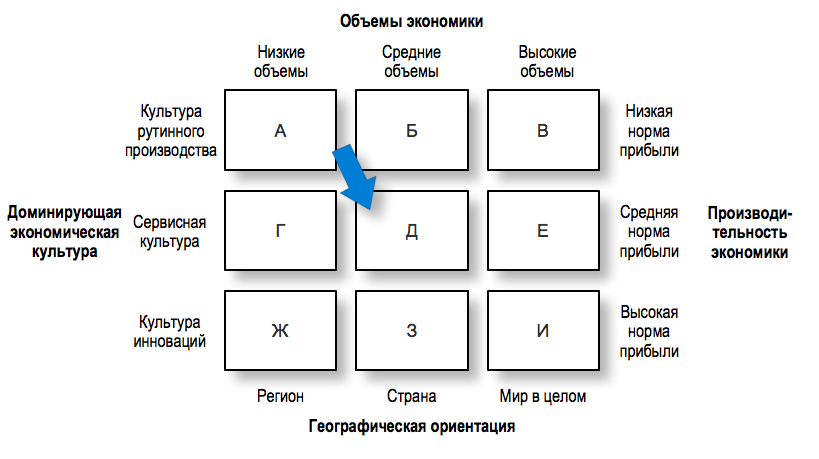 Объемы экономики
Низкие
объемы
Средние
объемы
Высокие
объемы
Культура
рутинного
производства
А
Б
В
Низкая
норма
прибыли
Доминирующая
экономическая
культура
Сервисная
культура
Г
Д
Е
Средняя
норма
прибыли
Производи-
тельность
экономики
Культура
инноваций
Ж
З
И
Высокая
норма
прибыли
Регион
Страна
Мир в целом
Географическая ориентация